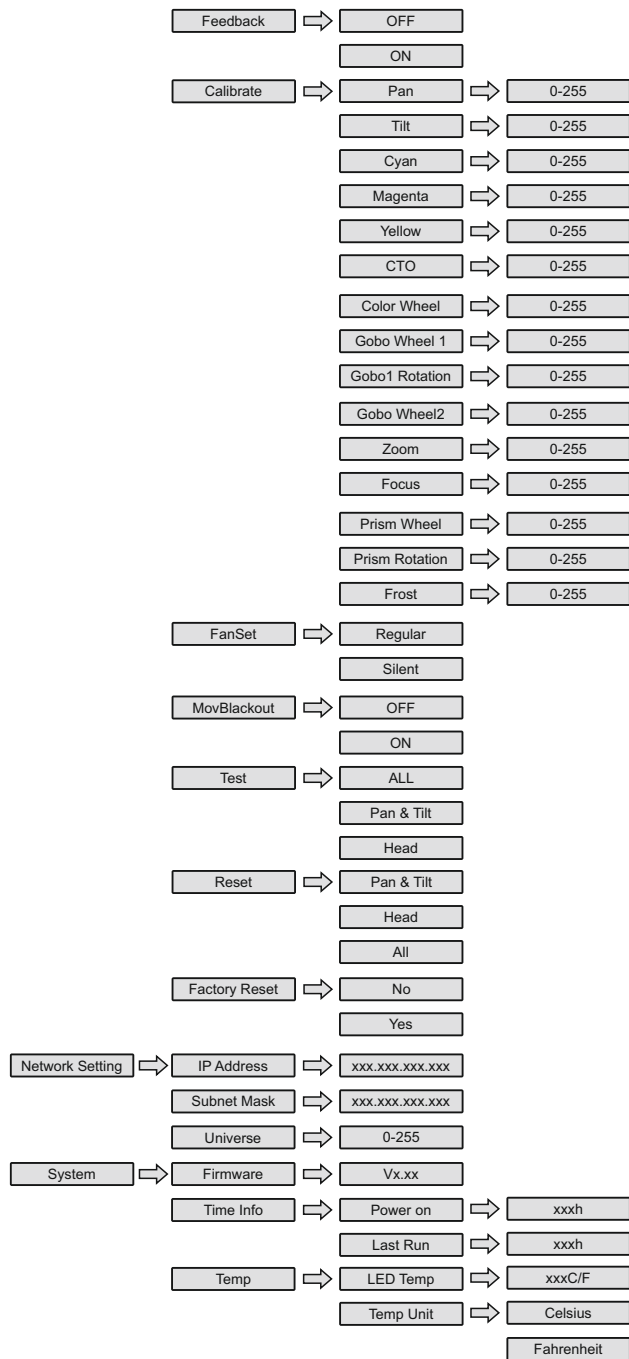 Feedback OFF
ON
Calibrate Pan 0-255
Tilt 0-255
Cyan 0-255
Magenta 0-255
Yellow 0-255
CTO 0-255
Color Wheel 0-255
Gobo Wheel 1 0-255
Gobo1 Rotation 0-255
Gobo Wheel2 0-255
Zoom 0-255
Focus 0-255
Prism Wheel 0-255
Prism Rotation 0-255
Frost 0-255
FanSet Regular
Silent
MovBlackout OFF
ON
Test ALL
Pan & Tilt
Head
Reset Pan & Tilt
Head
All
Factory Reset No
Yes
Network Setting IP Address xxx.xxx.xxx.xxx
Subnet Mask xxx.xxx.xxx.xxx
Universe 0-255
System Firmware Vx.xx
Time Info Power on xxxh
Last Run xxxh
Temp LED Temp xxxC/F
Temp Unit Celsius
Fahrenheit